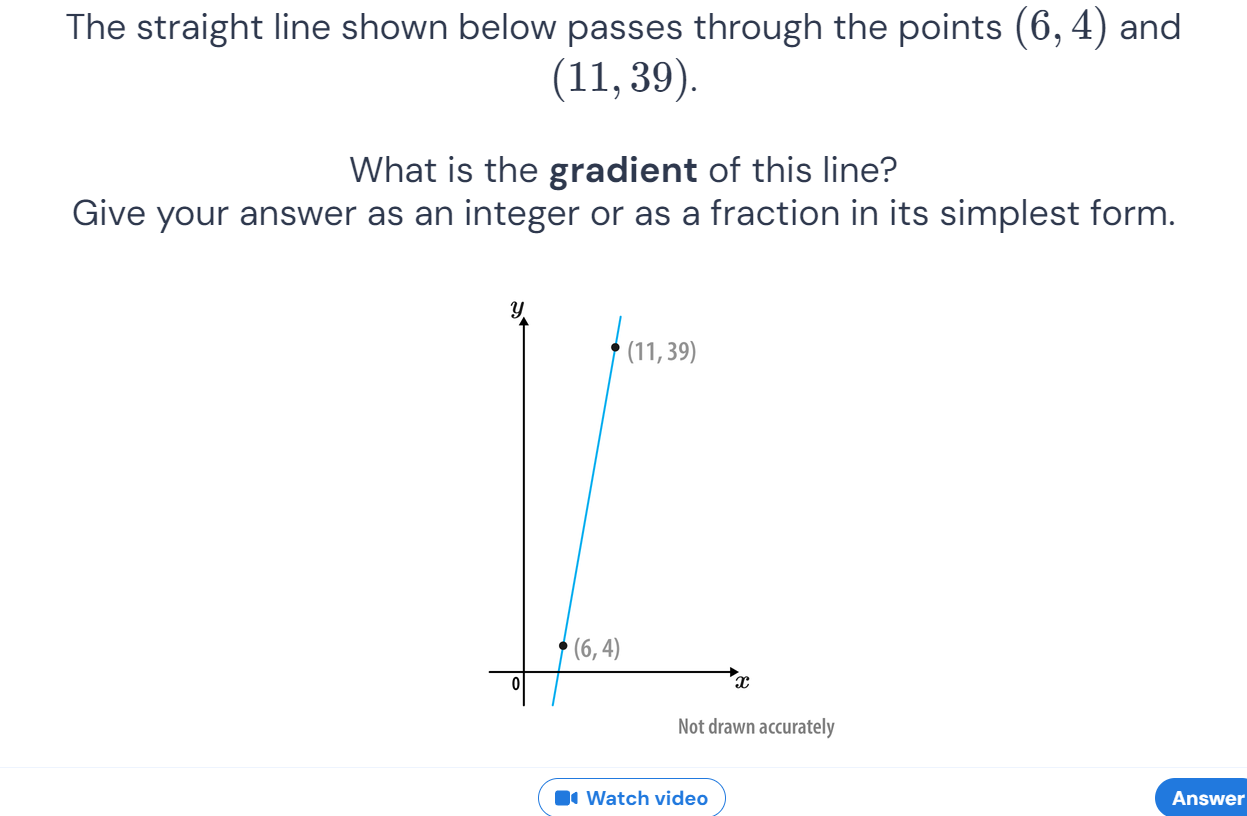 The straight line shown below passes through the points (6, 4) and
(11, 39).
What is the gradient of this line?
Give your answer as an integer or as a fraction in its simplest form.
y
(11, 39)
(6, 4)
0
x
Not drawn accurately
Watch video
Answer